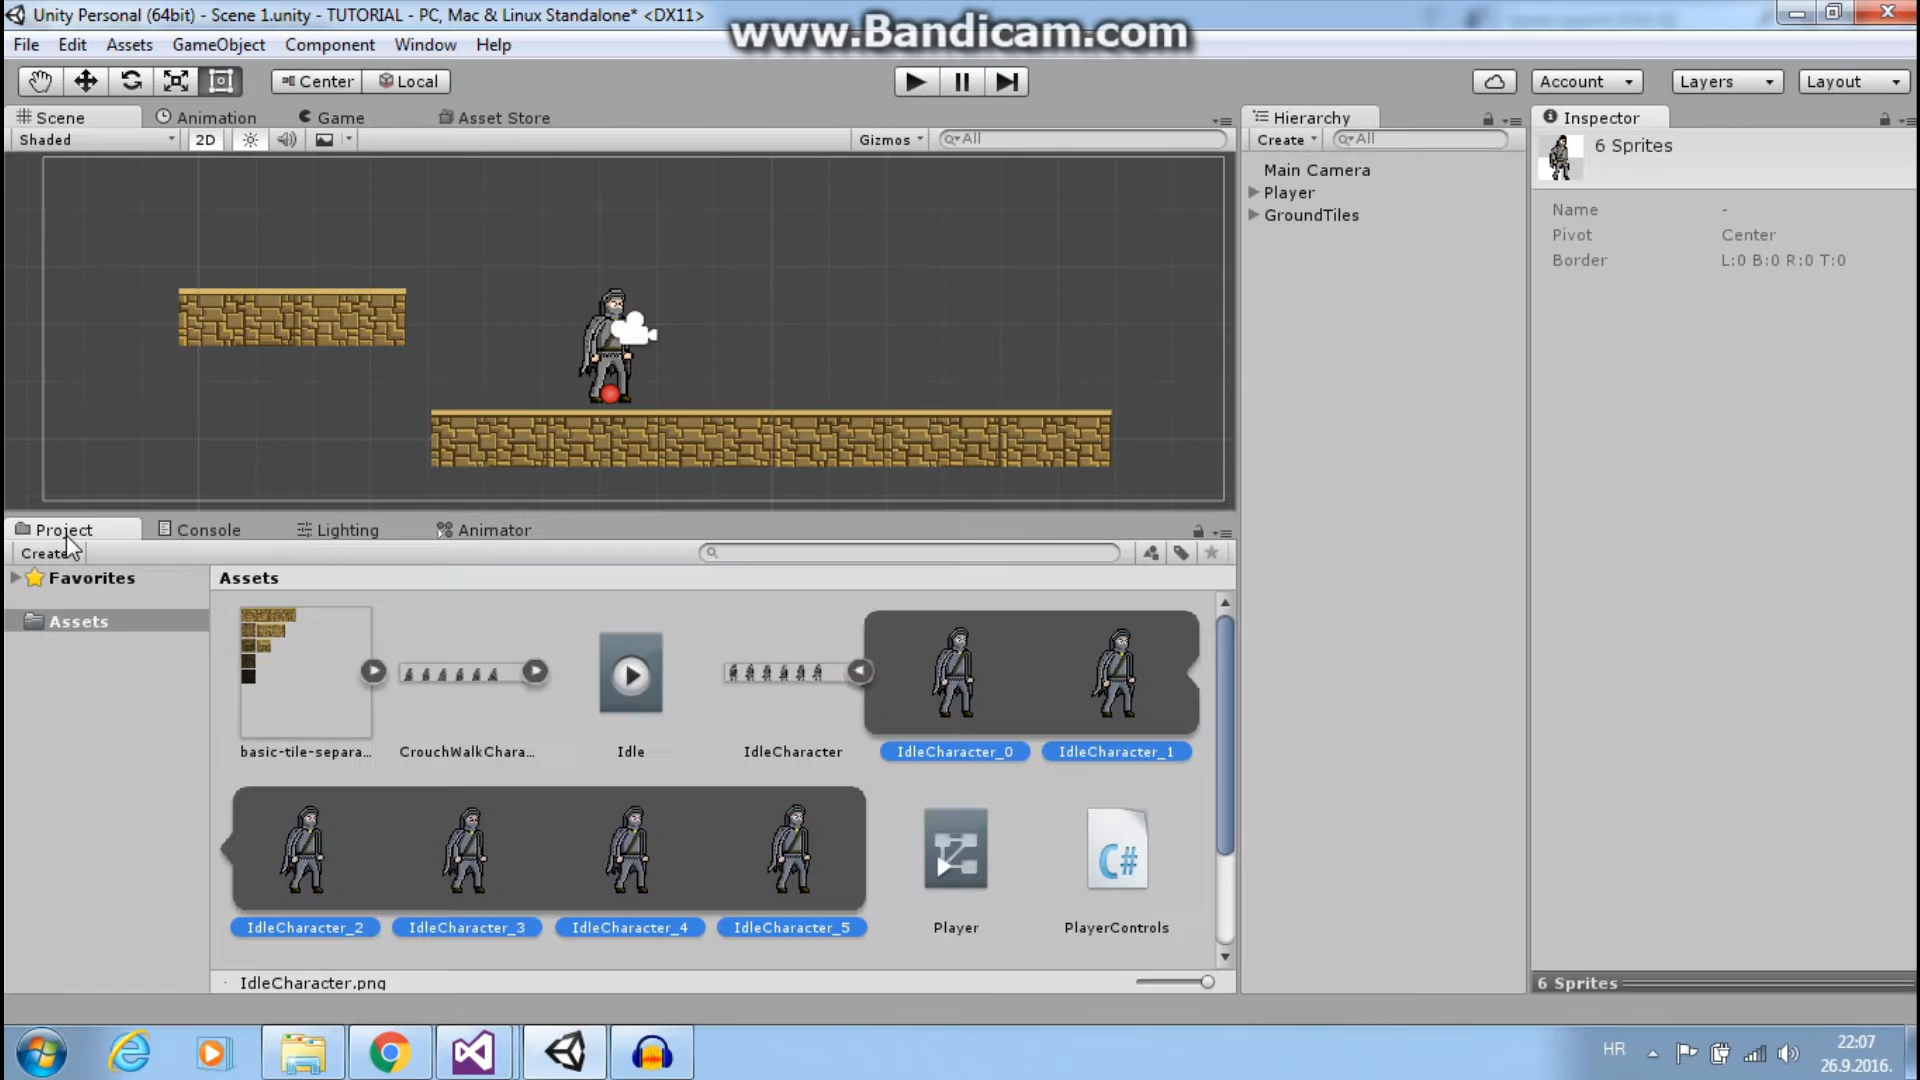 Unity Personal (64bit) - Scene 1.unity - TUTORIAL - PC, Mac & Linux Standalone* <DX11>
www.Bandicam.com
File Edit Assets GameObject Component Window Help
Center Local Account Layers Layout
Scene Animation Game Asset Store
Shaded 2D Gizmos All
Hierarchy
Create All
Main Camera
Player
GroundTiles
Inspector
6 Sprites
Name -
Pivot Center
Border L:0 B:0 R:0 T:0
Project Console Lighting Animator
Create
Favorites
Assets
Assets
basic-tile-separa... CrouchWalkChara... Idle IdleCharacter IdleCharacter_0 IdleCharacter_1
IdleCharacter_2 IdleCharacter_3 IdleCharacter_4 IdleCharacter_5 Player PlayerControls
C#
IdleCharacter.png
6 Sprites
HR
22:07
26.9.2016.